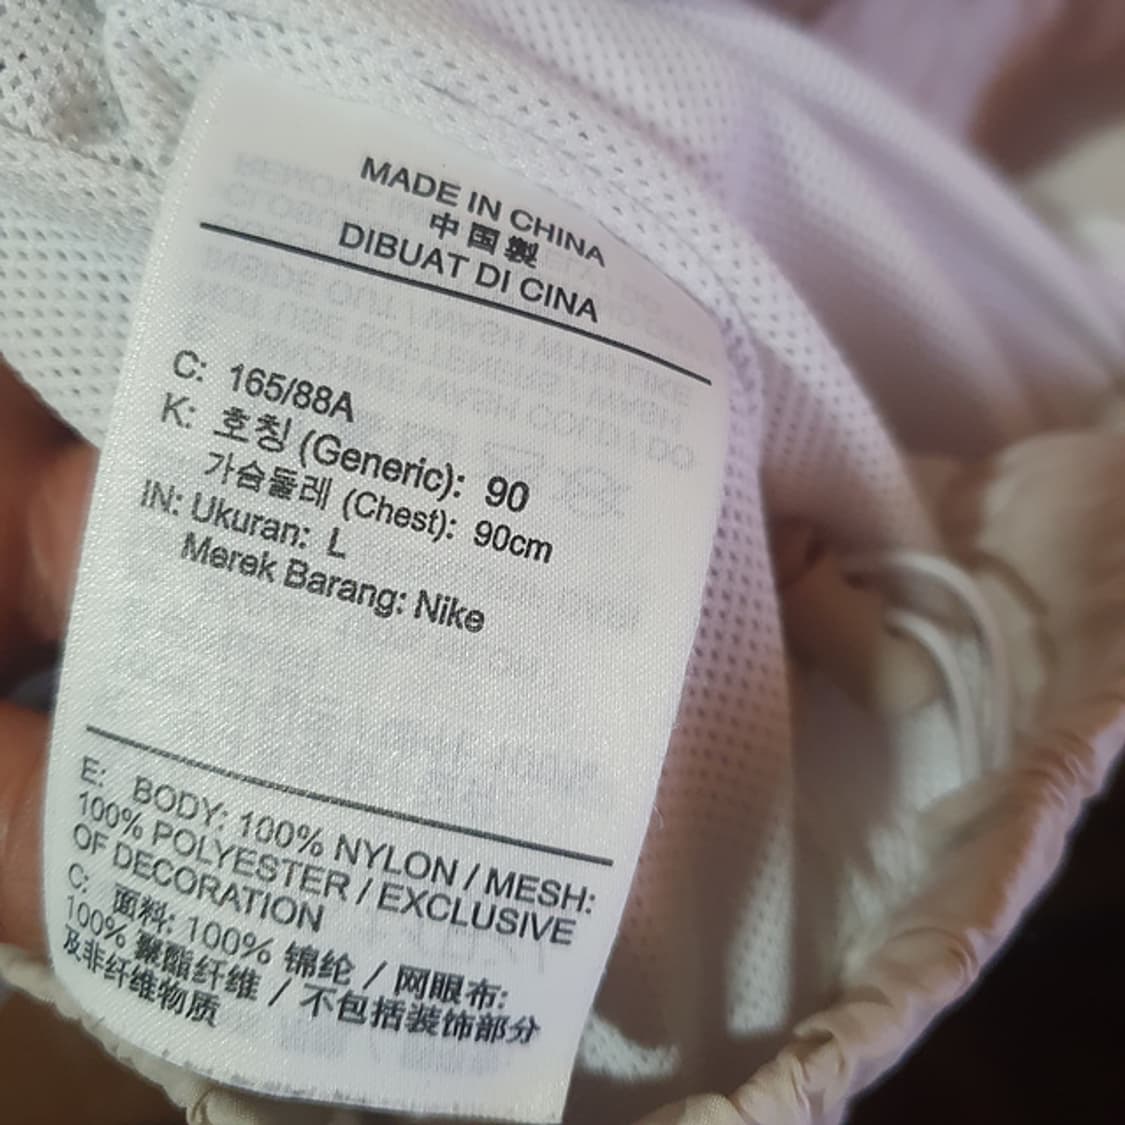 MADE IN CHINA
中国製
DIBUAT DI CINA
C: 165/88A
K: 호칭 (Generic): 90
가슴둘레 (Chest): 90cm
IN: Ukuran: L
Merek Barang: Nike
E: BODY: 100% NYLON / MESH:
100% POLYESTER / EXCLUSIVE
OF DECORATION
C: 面料: 100% 锦纶 / 网眼布:
100% 聚酯纤维 / 不包括装饰部分
及非纤维物质